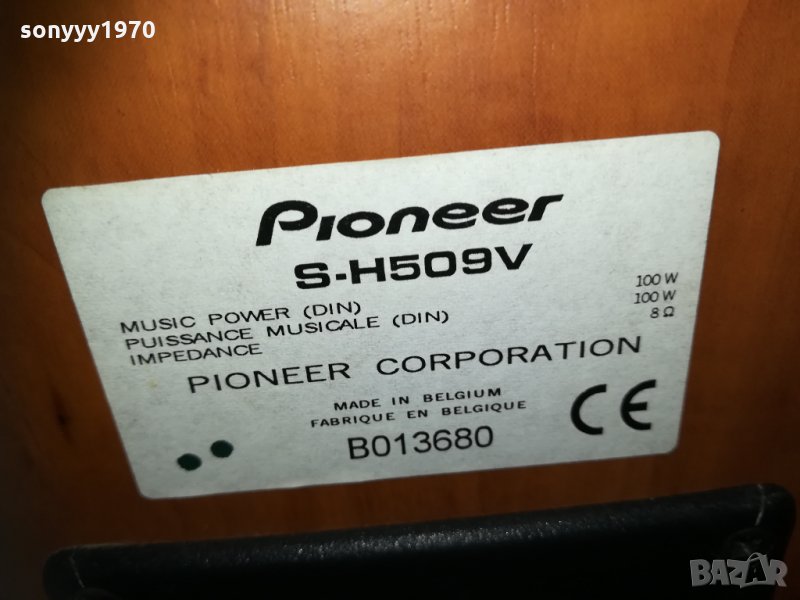 sonyyy1970
Pioneer
S-H509V
MUSIC POWER (DIN) 100 W
PUISSANCE MUSICALE (DIN) 100 W
IMPEDANCE 8 Ω
PIONEER CORPORATION
MADE IN BELGIUM
FABRIQUE EN BELGIQUE
CE
B013680
BAZAR